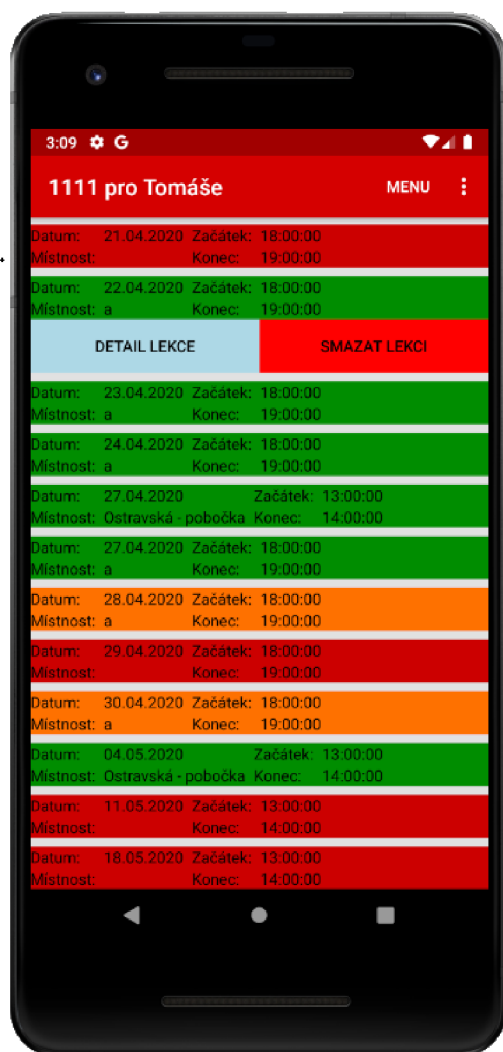 3:09 G
1111 pro Tomáše MENU
Datum: 21.04.2020 Začátek: 18:00:00
Místnost: Konec: 19:00:00
Datum: 22.04.2020 Začátek: 18:00:00
Místnost: a Konec: 19:00:00
DETAIL LEKCE SMAZAT LEKCI
Datum: 23.04.2020 Začátek: 18:00:00
Místnost: a Konec: 19:00:00
Datum: 24.04.2020 Začátek: 18:00:00
Místnost: a Konec: 19:00:00
Datum: 27.04.2020 Začátek: 13:00:00
Místnost: Ostravská - pobočka Konec: 14:00:00
Datum: 27.04.2020 Začátek: 18:00:00
Místnost: a Konec: 19:00:00
Datum: 28.04.2020 Začátek: 18:00:00
Místnost: a Konec: 19:00:00
Datum: 29.04.2020 Začátek: 18:00:00
Místnost: Konec: 19:00:00
Datum: 30.04.2020 Začátek: 18:00:00
Místnost: a Konec: 19:00:00
Datum: 04.05.2020 Začátek: 13:00:00
Místnost: Ostravská - pobočka Konec: 14:00:00
Datum: 11.05.2020 Začátek: 13:00:00
Místnost: Konec: 14:00:00
Datum: 18.05.2020 Začátek: 13:00:00
Místnost: Konec: 14:00:00